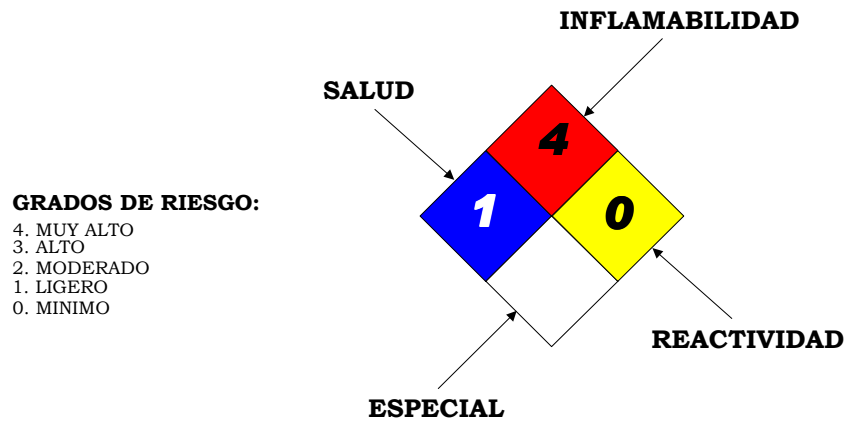 INFLAMABILIDAD
SALUD
4
1
0
GRADOS DE RIESGO:
4. MUY ALTO
3. ALTO
2. MODERADO
1. LIGERO
0. MINIMO
REACTIVIDAD
ESPECIAL